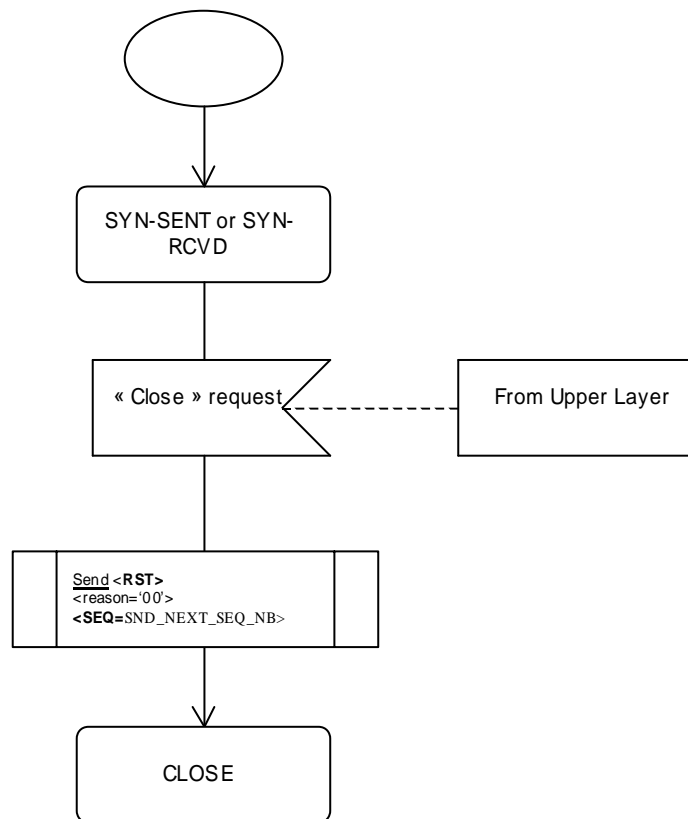 SYN-SENT or SYN-
RCVD
« Close » request
From Upper Layer
Send <RST>
<reason=‘00’>
<SEQ=SND_NEXT_SEQ_NB>
CLOSE